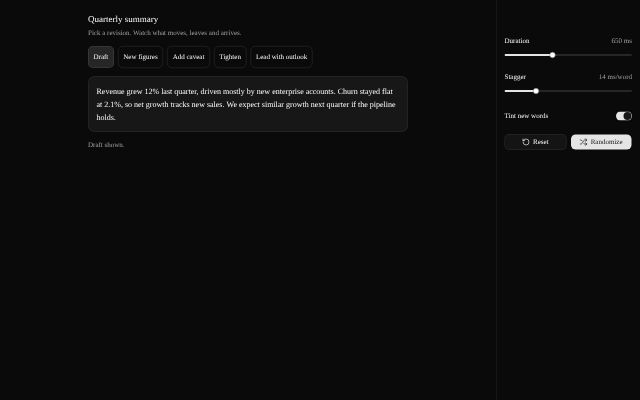 Quarterly summary
Pick a revision. Watch what moves, leaves and arrives.
Draft
New figures
Add caveat
Tighten
Lead with outlook
Revenue grew 12% last quarter, driven mostly by new enterprise accounts. Churn stayed flat
at 2.1%, so net growth tracks new sales. We expect similar growth next quarter if the pipeline
holds.
Draft shown.
Duration 650 ms
Stagger 14 ms/word
Tint new words
Reset
Randomize